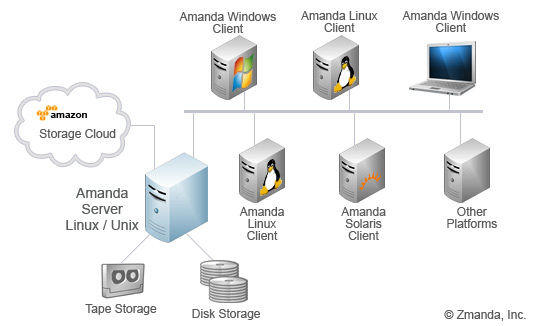 Amanda Windows
Client
Amanda Linux
Client
Amanda Windows
Client
amazon
Storage Cloud
Amanda
Server
Linux / Unix
Amanda
Linux
Client
Amanda
Solaris
Client
Other
Platforms
Tape Storage
Disk Storage
© Zmanda, Inc.